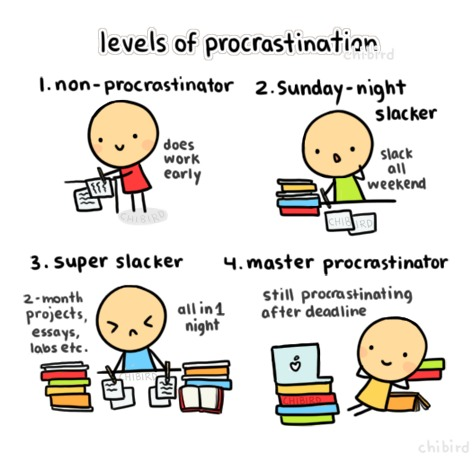 levels of procrastination
chibird
1. non-procrastinator
does
work
early
CHIBIRD
2. Sunday-night
slacker
slack
all
weekend
CHIBIRD
3. super slacker
2-month
projects,
essays,
labs etc.
all in 1
night
CHIBIRD
4. master procrastinator
still procrastinating
after deadline
CHIBIRD
chibird